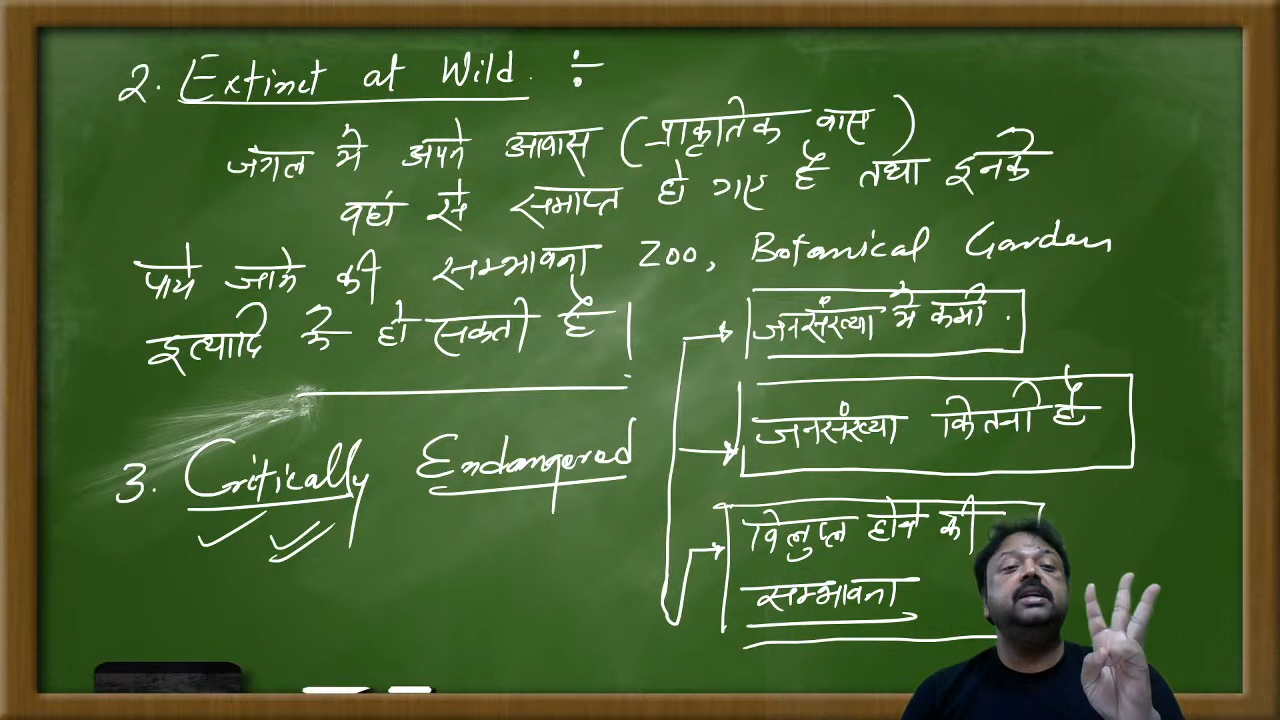 2. Extinct at Wild ÷
जंगल मे अपने आवास (प्राकृतिक वास)
वहां से समाप्त हो गए हैं तथा इनके
पाये जाने की सम्भावना Zoo, Botanical Garden
इत्यादि में हो सकती हैं|
जनसंख्या मे कमी.
जनसंख्या कितनी है
3. Critically Endangered
विलुप्त होने की
सम्भावना